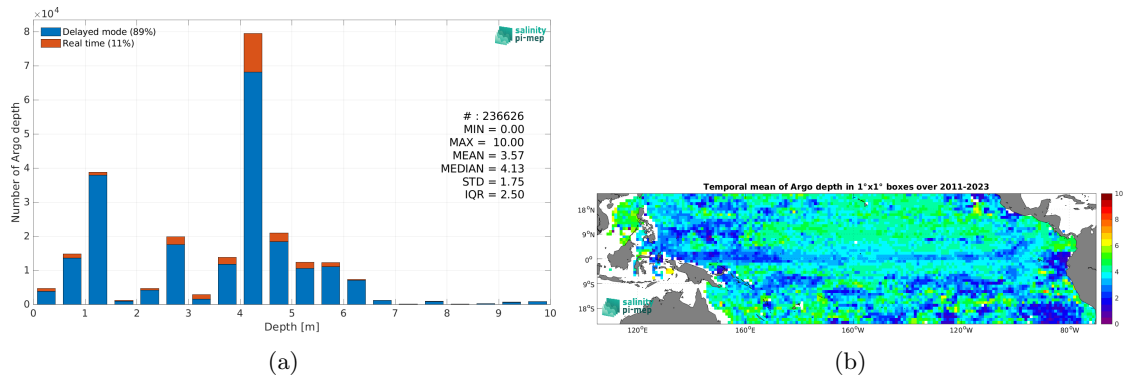 ×10⁴
Delayed mode (89%)
Real time (11%)
salinity
pi-mep
Number of Argo depth
8
7
6
5
4
3
2
1
0
# : 236626
MIN = 0.00
MAX = 10.00
MEAN = 3.57
MEDIAN = 4.13
STD = 1.75
IQR = 2.50
0 1 2 3 4 5 6 7 8 9 10
Depth [m]
(a)
Temporal mean of Argo depth in 1°x1° boxes over 2011-2023
18°N
9°N
0°
9°S
18°S
salinity
pi-mep
120°E 160°E 160°W 120°W 80°W
10
8
6
4
2
0
(b)